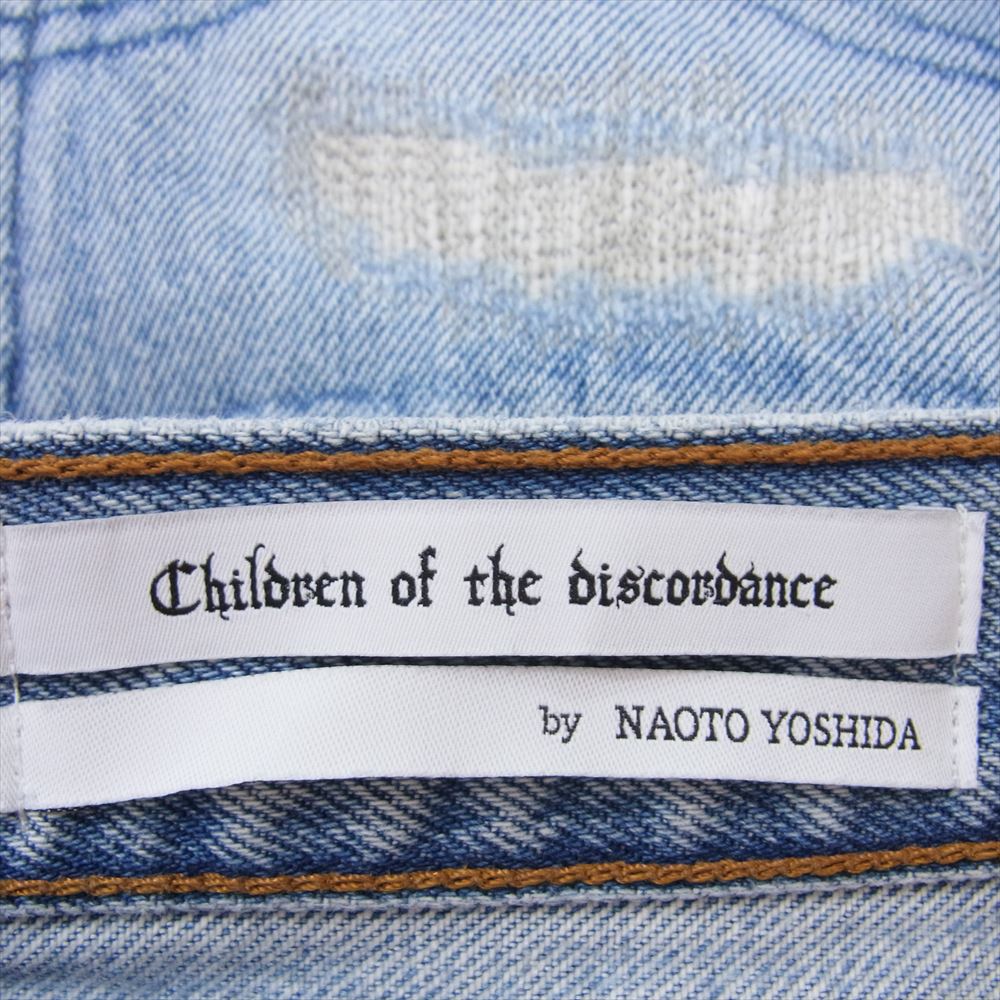 Children of the discordance
by NAOTO YOSHIDA